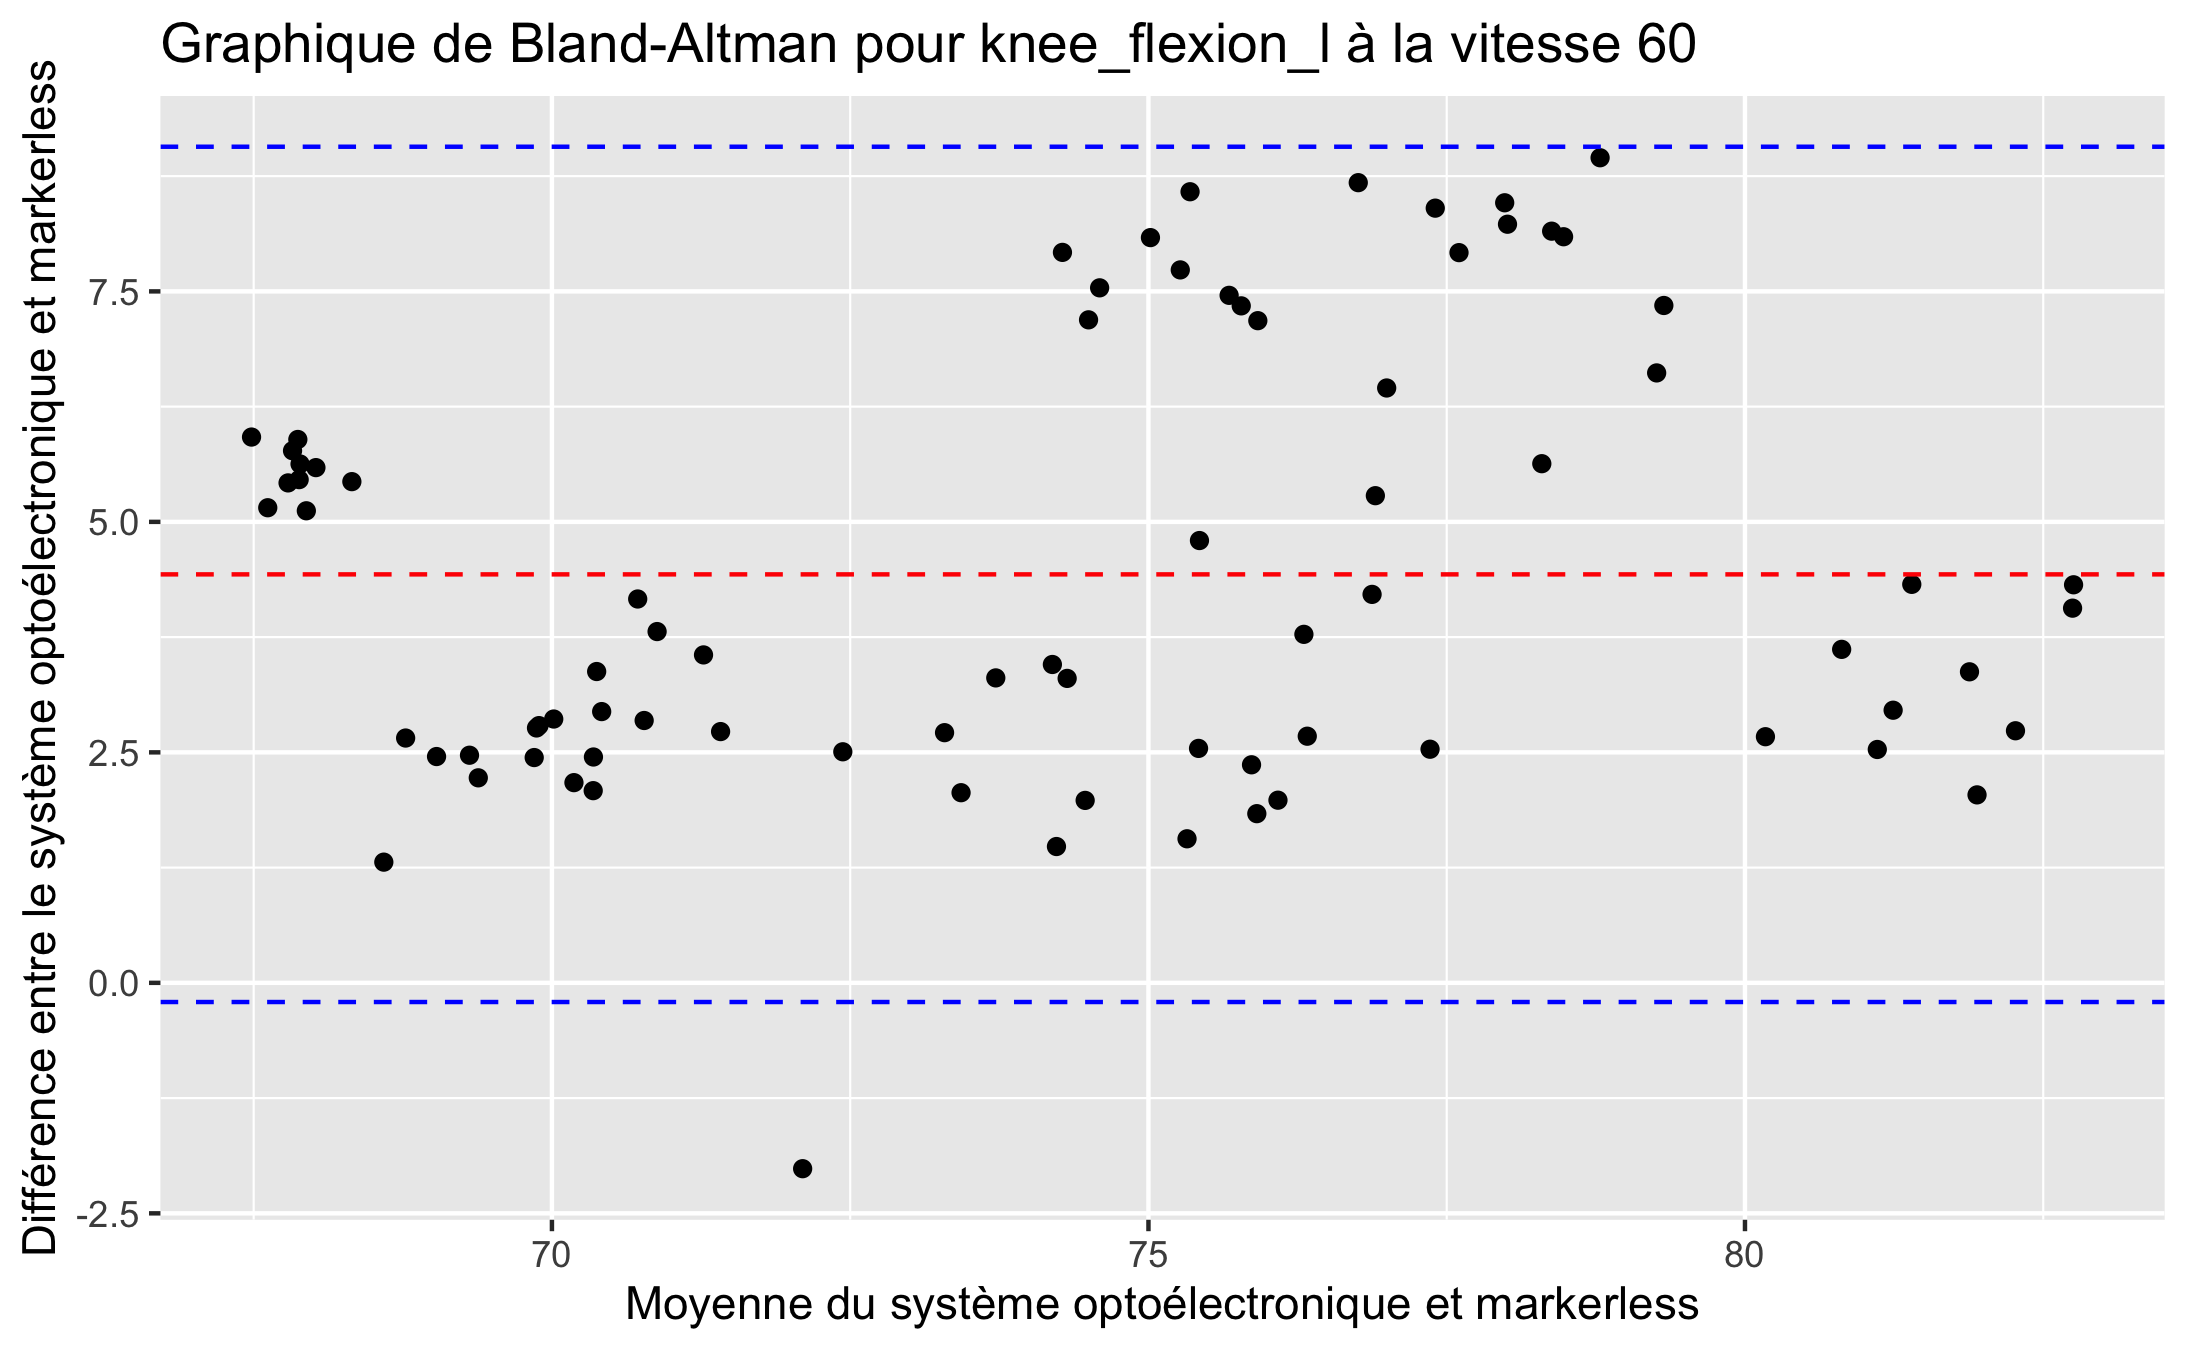 Graphique de Bland-Altman pour knee_flexion_l à la vitesse 60
Différence entre le système optoélectronique et markerless
7.5
5.0
2.5
0.0
-2.5
70
75
80
Moyenne du système optoélectronique et markerless